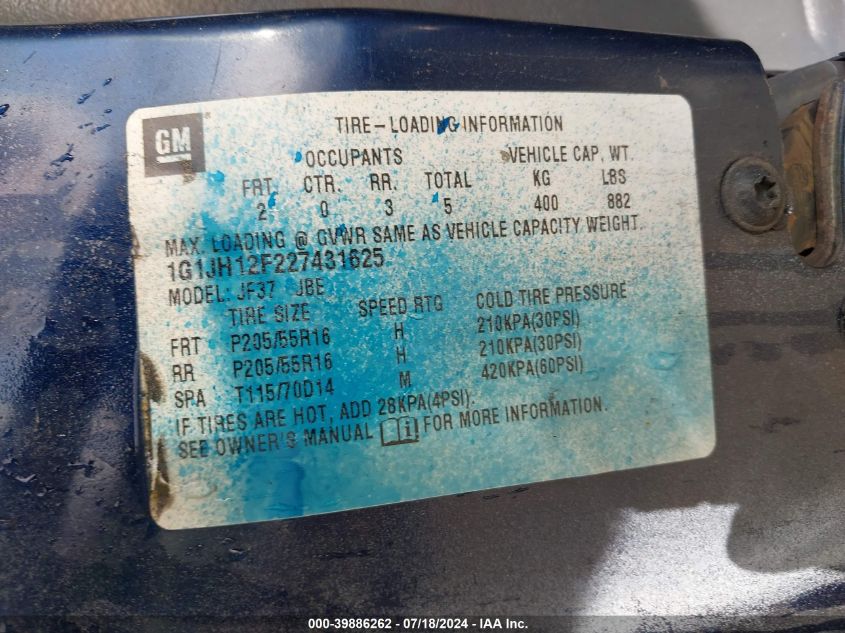 GM
TIRE-LOADING INFORMATION
OCCUPANTS VEHICLE CAP. WT.
FRT. CTR. RR. TOTAL KG LBS
2 0 3 5 400 882
MAX. LOADING @ GVWR SAME AS VEHICLE CAPACITY WEIGHT.
1G1JH12F227431625
MODEL: JF37 JBE
TIRE SIZE SPEED RTG COLD TIRE PRESSURE
FRT P205/55R16 H 210KPA(30PSI)
RR P205/55R16 H 210KPA(30PSI)
SPA T115/70D14 M 420KPA(60PSI)
IF TIRES ARE HOT, ADD 28KPA(4PSI).
SEE OWNER'S MANUAL i FOR MORE INFORMATION.
000-39886262 - 07/18/2024 - IAA Inc.